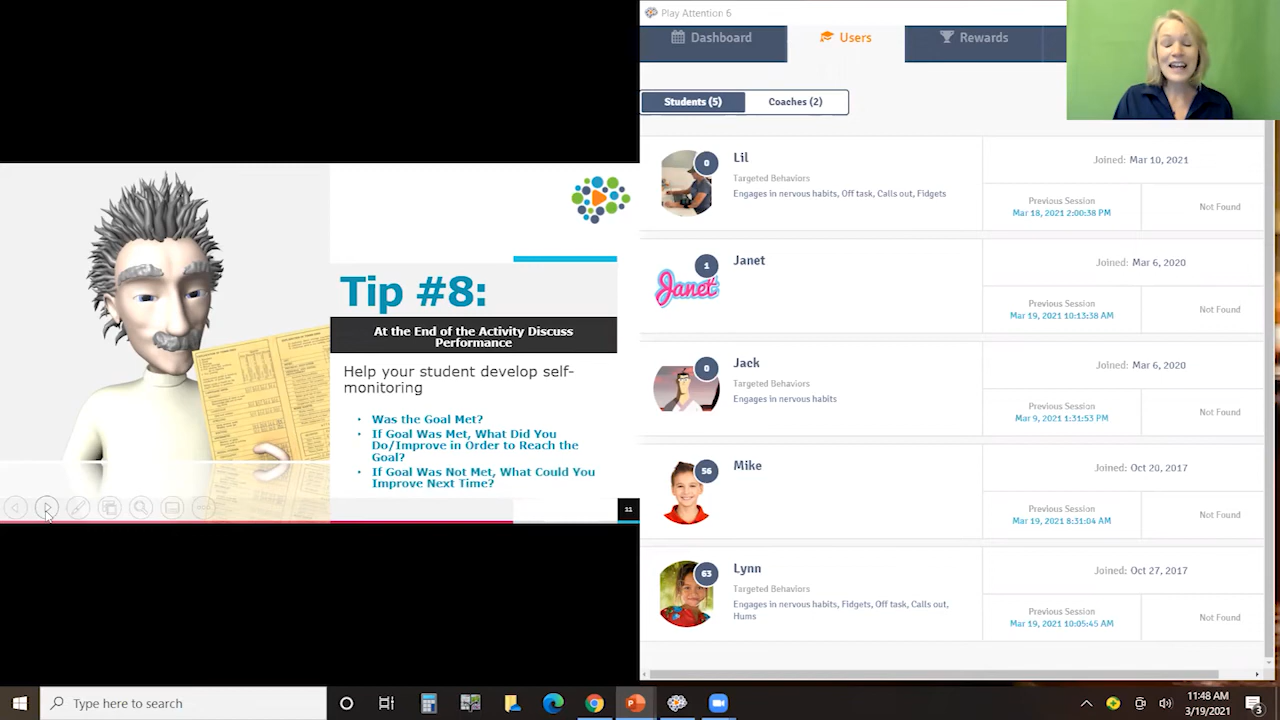 Play Attention 6
Dashboard
Users
Rewards
Students (5)
Coaches (2)
0
Lil
Targeted Behaviors
Engages in nervous habits, Off task, Calls out, Fidgets
Joined: Mar 10, 2021
Previous Session
Mar 18, 2021 2:00:38 PM
Not Found
1
Janet
Janet
Joined: Mar 6, 2020
Previous Session
Mar 19, 2021 10:13:38 AM
Not Found
0
Jack
Targeted Behaviors
Engages in nervous habits
Joined: Mar 6, 2020
Previous Session
Mar 9, 2021 1:31:53 PM
Not Found
56
Mike
Joined: Oct 20, 2017
Previous Session
Mar 19, 2021 8:31:04 AM
Not Found
63
Lynn
Targeted Behaviors
Engages in nervous habits, Fidgets, Off task, Calls out,
Hums
Joined: Oct 27, 2017
Previous Session
Mar 19, 2021 10:05:45 AM
Not Found
Tip #8:
At the End of the Activity Discuss
Performance
Help your student develop self-
monitoring
• Was the Goal Met?
• If Goal Was Met, What Did You
Do/Improve in Order to Reach the
Goal?
• If Goal Was Not Met, What Could You
Improve Next Time?
11
Type here to search
11:48 AM
3/19/2021
3